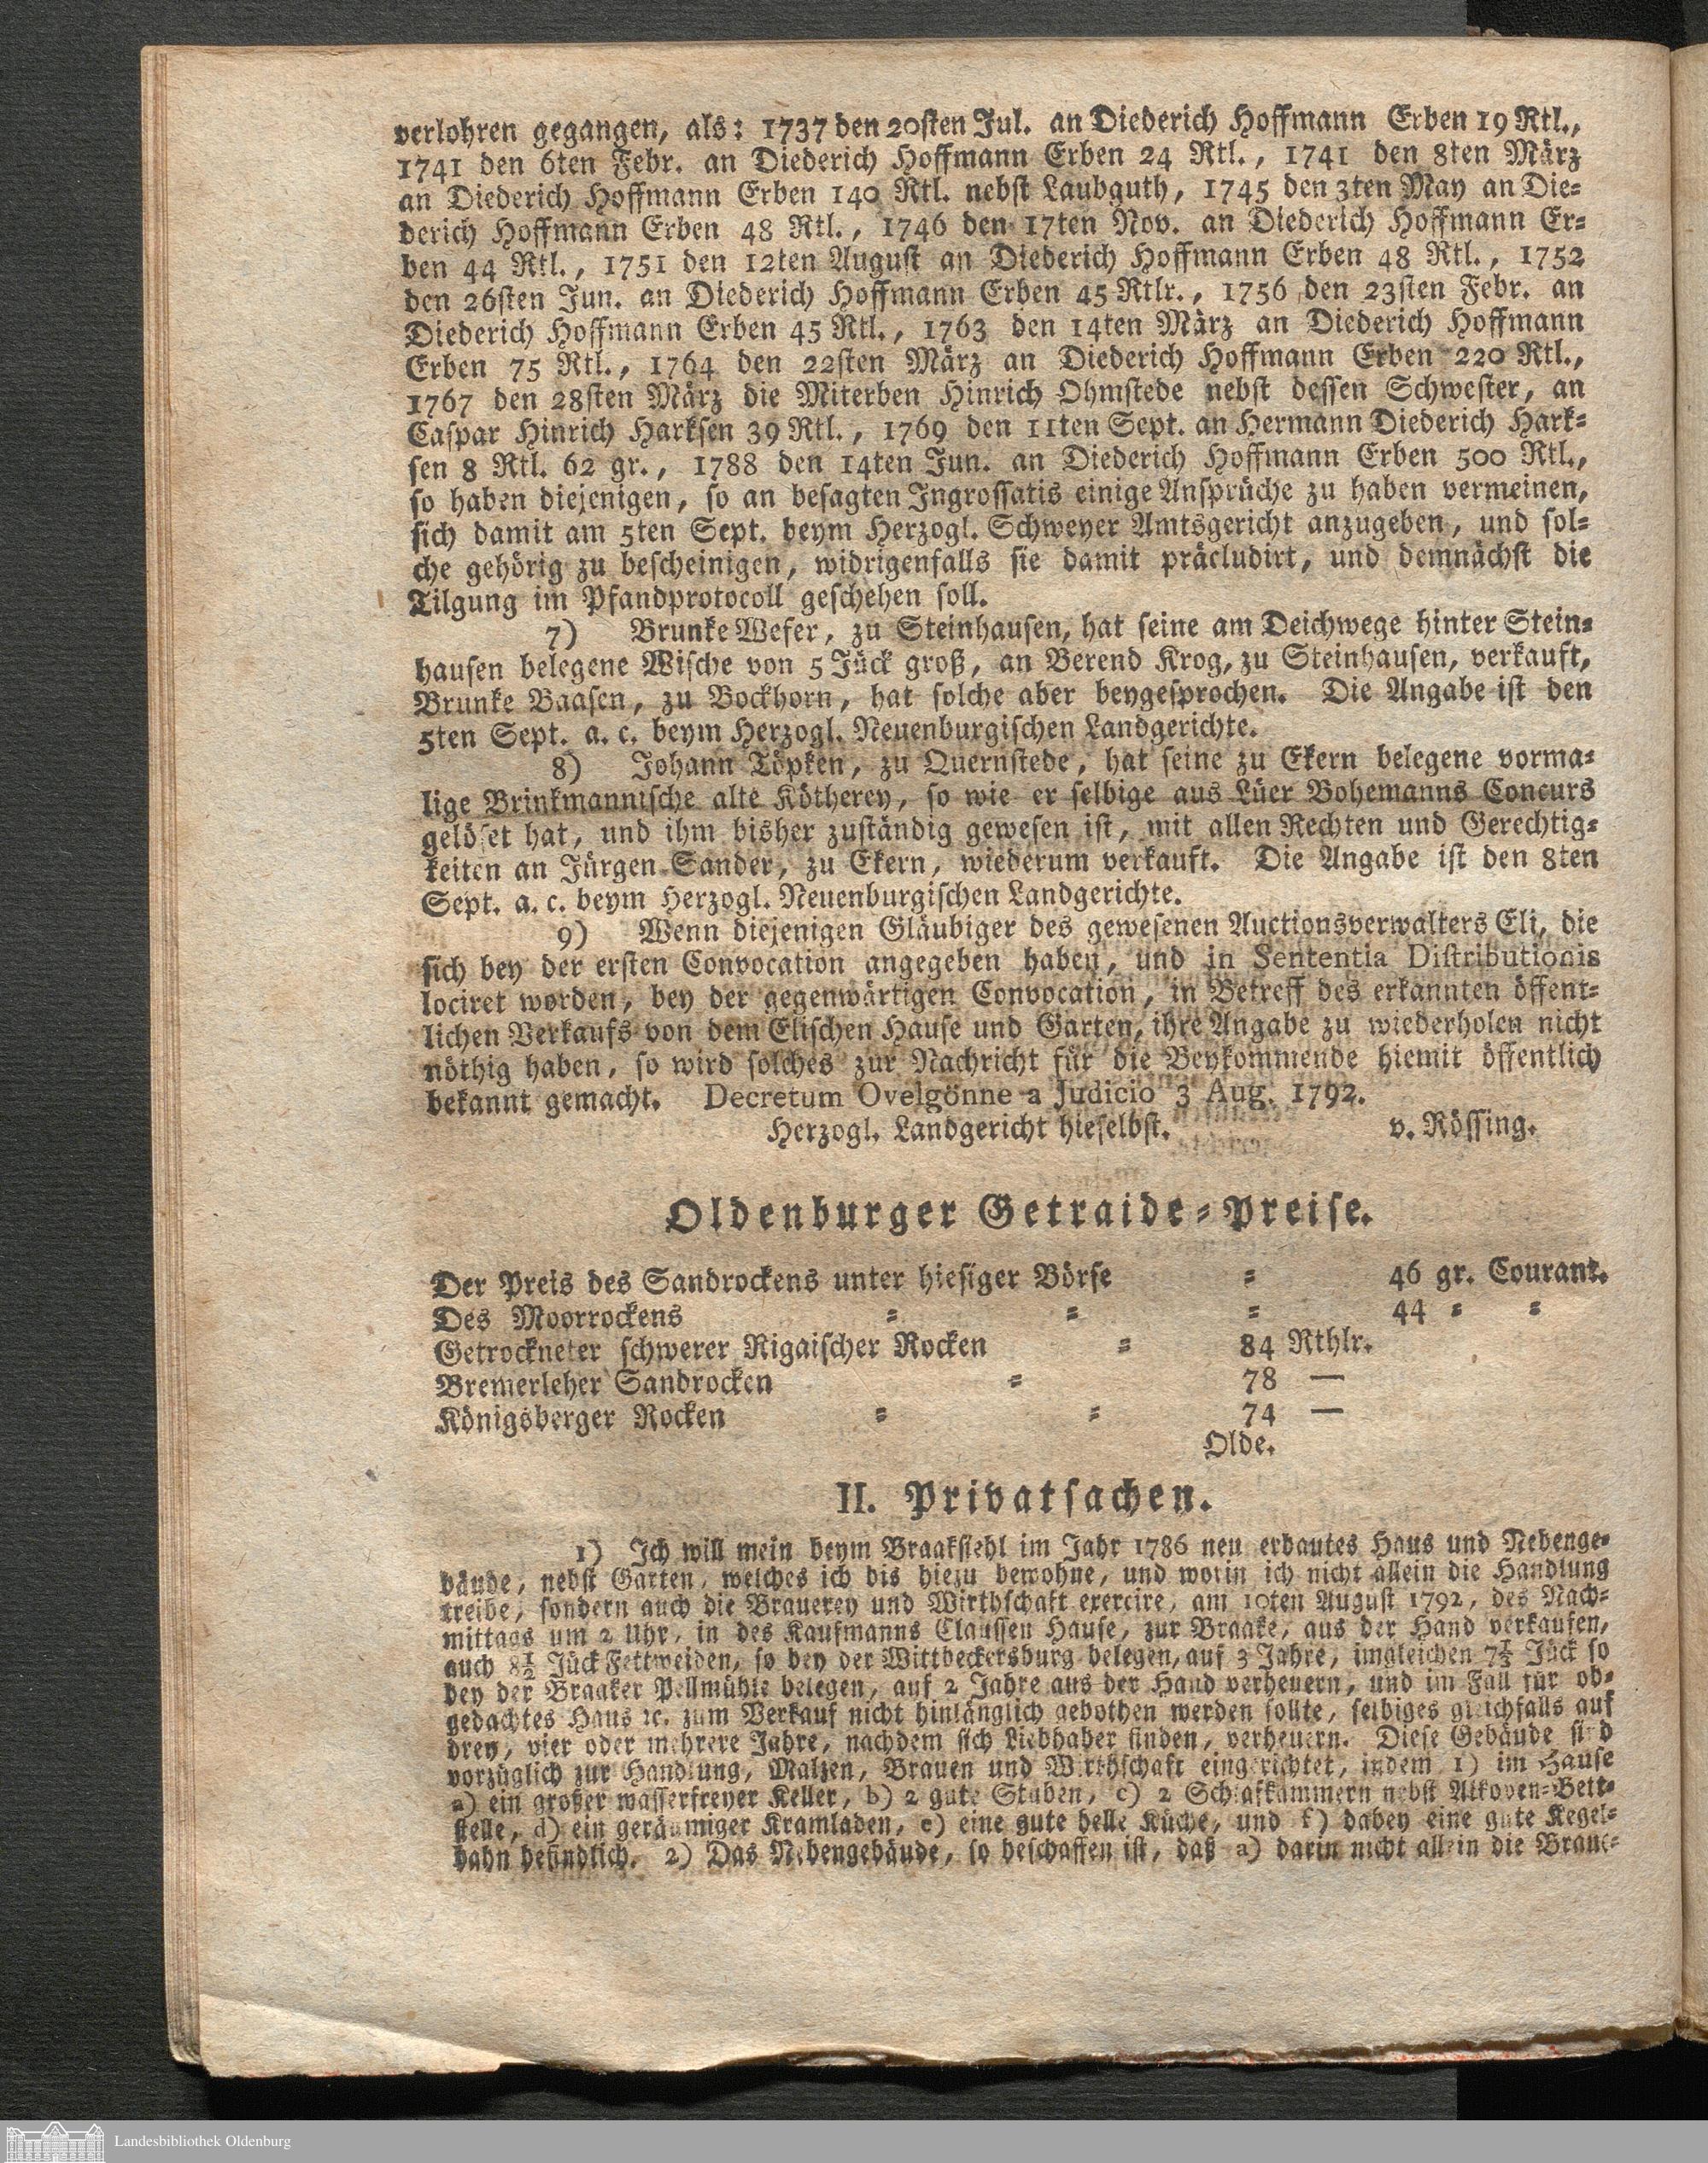 verlohren gegangen, als: 1737 den 20sten Jul. an Diederich Hoffmann Erben 19 Rtl.,
1741 den 6ten Febr. an Diederich Hoffmann Erben 24 Rtl., 1741 den 8ten März
an Diederich Hoffmann Erben 140 Rtl. nebst Laubguth, 1745 den 3ten May an Die-
derich Hoffmann Erben 48 Rtl., 1746 den 17ten Nov. an Diederich Hoffmann Er-
ben 44 Rtl., 1751 den 12ten August an Diederich Hoffmann Erben 48 Rtl., 1752
den 26sten Jun. an Diederich Hoffmann Erben 45 Rtlr., 1756 den 23sten Febr. an
Diederich Hoffmann Erben 45 Rtl., 1763 den 14ten März an Diederich Hoffmann
Erben 75 Rtl., 1764 den 22sten März an Diederich Hoffmann Erben 220 Rtl.,
1767 den 28sten März die Miterben Hinrich Ohmstede nebst dessen Schwester, an
Caspar Hinrich Harksen 39 Rtl., 1769 den 11ten Sept. an Hermann Diederich Hark-
sen 8 Rtl. 62 gr., 1788 den 14ten Jun. an Diederich Hoffmann Erben 500 Rtl.,
so haben diejenigen, so an besagten Ingrossatis einige Ansprüche zu haben vermeinen,
sich damit am 5ten Sept. beym Herzogl. Schweyer Amtsgericht anzugeben, und sol-
che gehörig zu bescheinigen, widrigenfalls sie damit präcludirt, und demnächst die
Tilgung im Pfandprotocoll geschehen soll.
7) Brunke Wefer, zu Steinhausen, hat seine am Deichwege hinter Stein-
hausen belegene Wische von 5 Jück groß, an Berend Krog, zu Steinhausen, verkauft,
Brunke Baasen, zu Bockhorn, hat solche aber beygesprochen. Die Angabe ist den
5ten Sept. a. c. beym Herzogl. Neuenburgischen Landgerichte.
8) Johann Töpken, zu Quernstede, hat seine zu Ekern belegene vorma-
lige Brinkmannische alte Kötherey, so wie er selbige aus Lüer Bohemanns Concurs
gelöset hat, und ihm bisher zuständig gewesen ist, mit allen Rechten und Gerechtig-
keiten an Jürgen Sander, zu Ekern, wiederum verkauft. Die Angabe ist den 8ten
Sept. a. c. beym Herzogl. Neuenburgischen Landgerichte.
9) Wenn diejenigen Gläubiger des gewesenen Auctionsverwalters Eli, die
sich bey der ersten Convocation angegeben haben, und in Sententia Distributionis
lociret worden, bey der gegenwärtigen Convocation, in Betreff des erkannten öffent-
lichen Verkaufs von dem Elischen Hause und Garten, ihre Angabe zu wiederholen nicht
nöthig haben, so wird solches zur Nachricht für die Beykommende hiemit öffentlich
bekannt gemacht. Decretum Ovelgönne a Judicio 3 Aug. 1792.
Herzogl. Landgericht hieselbst. v. Rössing.
Oldenburger Getraide-Preise.
Der Preis des Sandrockens unter hiesiger Börse = 46 gr. Courant.
Des Moorrockens = = = 44 = =
Getrockneter schwerer Rigaischer Rocken = 84 Rthlr.
Bremerleher Sandrocken = 78 —
Königsberger Rocken = = 74 —
Olde.
II. Privatsachen.
1) Ich will mein beym Braaksiehl im Jahr 1786 neu erbautes Haus und Nebenge-
bäude, nebst Garten, welches ich bis hiezu bewohne, und worin ich nicht allein die Handlung
treibe, sondern auch die Brauerey und Wirthschaft exercire, am 10ten August 1792, des Nach-
mittags um 2 Uhr, in des Kaufmanns Claussen Hause, zur Braake, aus der Hand verkaufen,
auch 8½ Jück Fettweiden, so bey der Wittbeckersburg belegen, auf 3 Jahre, imgleichen 7½ Jück so
bey der Braaker Pellmühle belegen, auf 2 Jahre aus der Hand verheuern, und im Fall für ob-
gedachtes Haus ꝛc. zum Verkauf nicht hinlänglich gebothen werden sollte, selbiges gleichfalls auf
drey, vier oder mehrere Jahre, nachdem sich Liebhaber finden, verheuern. Diese Gebäude sind
vorzüglich zur Handlung, Malzen, Brauen und Wirthschaft eingerichtet, indem 1) im Hause
a) ein großer wasserfreyer Keller, b) 2 gute Stuben, c) 2 Schlafkammern nebst Alkoven-Bett-
stelle, d) ein geräumiger Kramladen, e) eine gute helle Küche, und f) dabey eine gute Kegel-
bahn befindlich. 2) Das Nebengebäude, so beschaffen ist, daß a) darin nicht allein die Braue-
Landesbibliothek Oldenburg